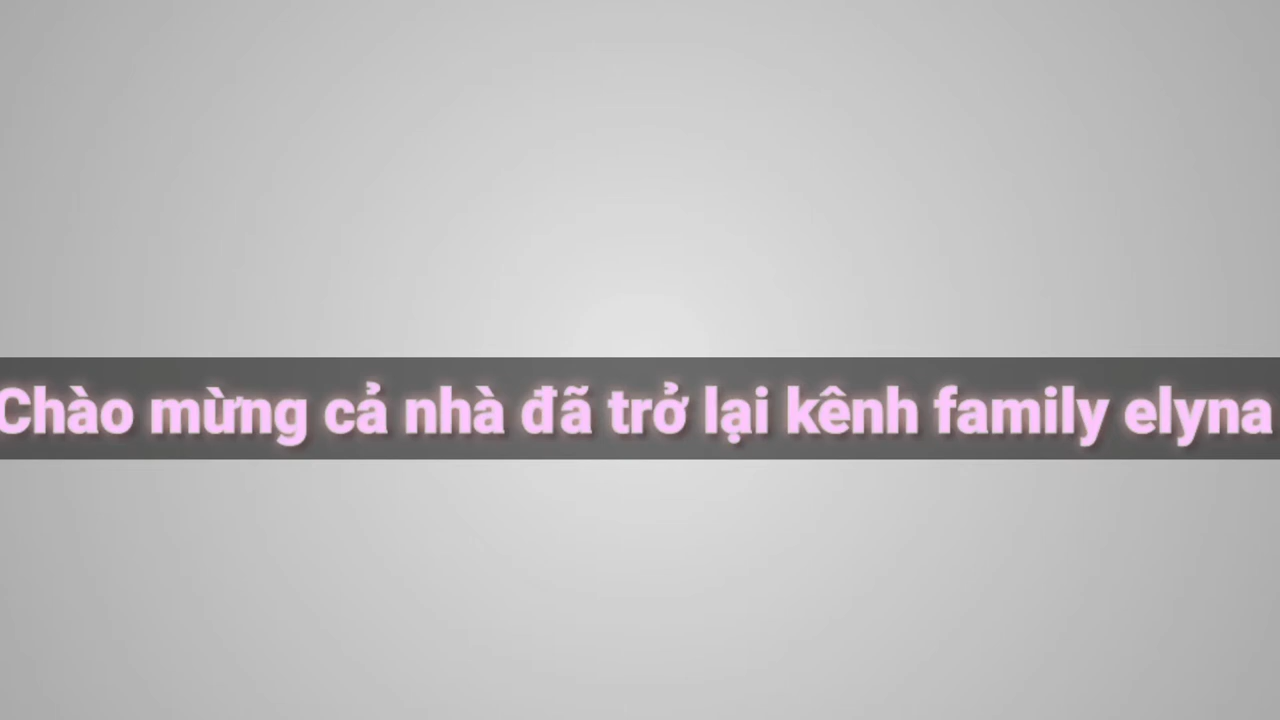 Chào mừng cả nhà đã trở lại kênh family elyna